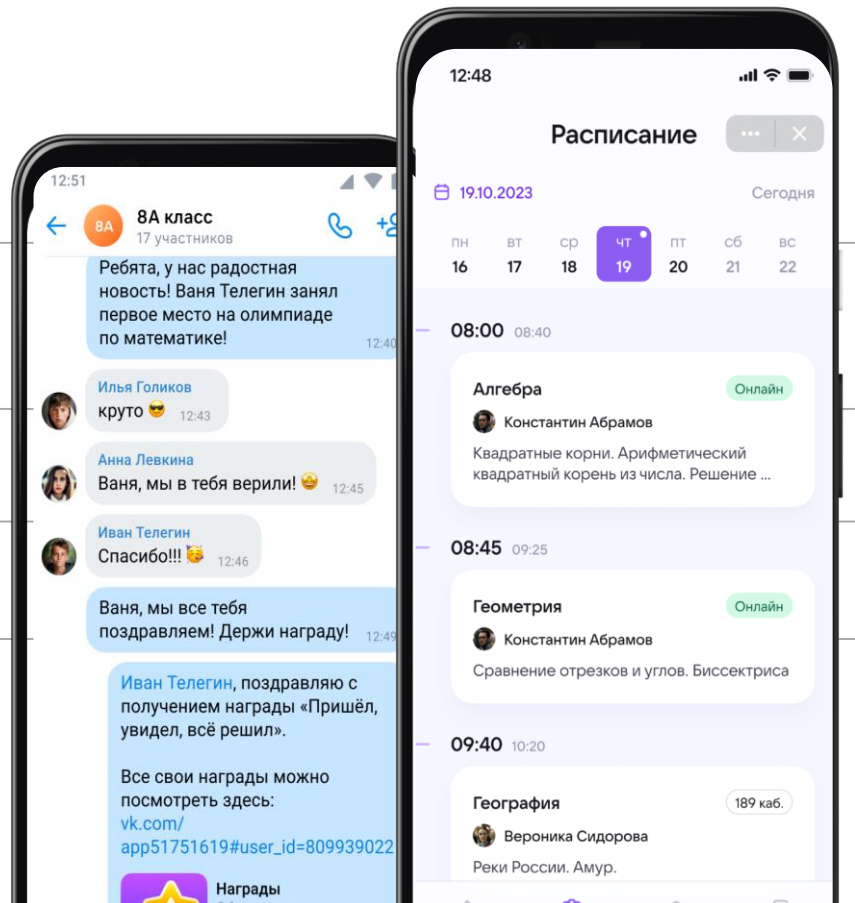 12:51
8А
8А класс
17 участников
Ребята, у нас радостная
новость! Ваня Телегин занял
первое место на олимпиаде
по математике!
12:40
Илья Голиков
круто 😎 12:43
Анна Левкина
Ваня, мы в тебя верили! 🤩 12:45
Иван Телегин
Спасибо!!! 🥳 12:46
Ваня, мы все тебя
поздравляем! Держи награду! 12:49
Иван Телегин, поздравляю с
получением награды «Пришёл,
увидел, всё решил».
Все свои награды можно
посмотреть здесь:
vk.com/
app51751619#user_id=809939022
Награды
12:48
Расписание
19.10.2023 Сегодня
пн вт ср чт пт сб вс
16 17 18 19 20 21 22
08:00 08:40
Алгебра Онлайн
Константин Абрамов
Квадратные корни. Арифметический
квадратный корень из числа. Решение ...
08:45 09:25
Геометрия Онлайн
Константин Абрамов
Сравнение отрезков и углов. Биссектриса
09:40 10:20
География 189 каб.
Вероника Сидорова
Реки России. Амур.